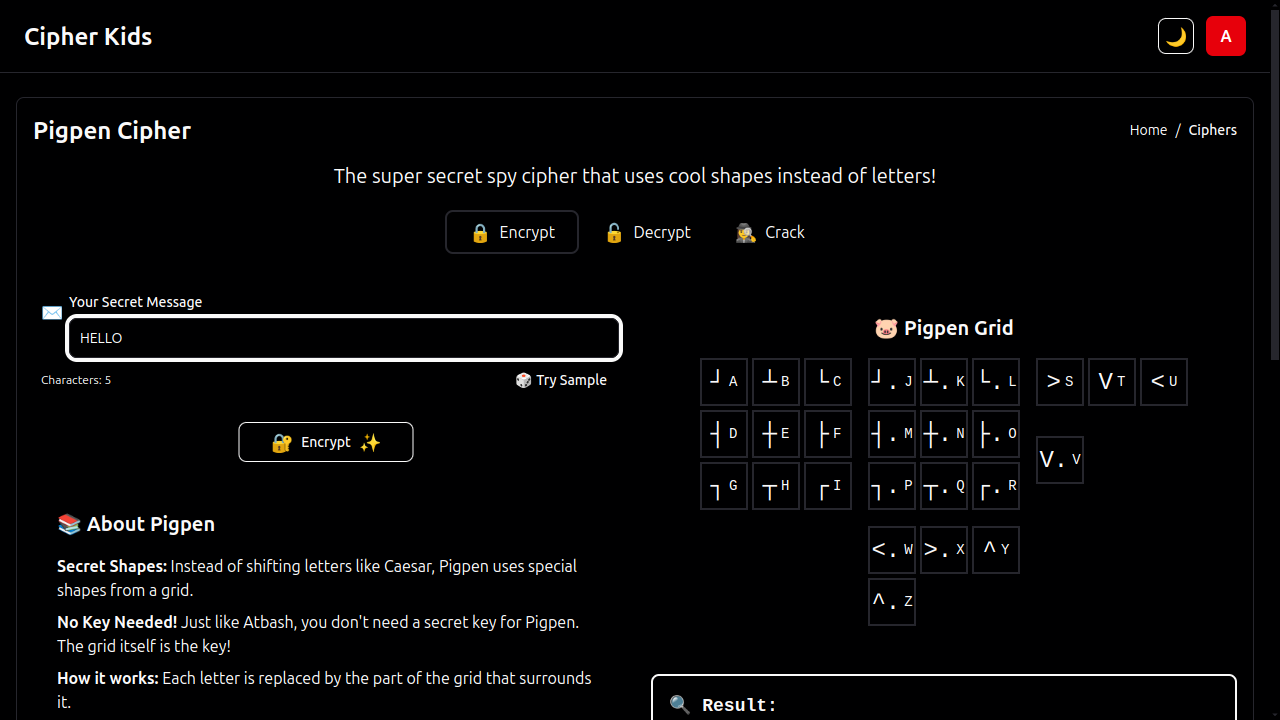 Cipher Kids
🌙 A
Pigpen Cipher
Home / Ciphers
The super secret spy cipher that uses cool shapes instead of letters!
🔒 Encrypt 🔓 Decrypt 🕵️ Crack
✉️ Your Secret Message
HELLO
Characters: 5
🎲 Try Sample
🔐 Encrypt ✨
📚 About Pigpen
Secret Shapes: Instead of shifting letters like Caesar, Pigpen uses special
shapes from a grid.
No Key Needed! Just like Atbash, you don't need a secret key for Pigpen.
The grid itself is the key!
How it works: Each letter is replaced by the part of the grid that surrounds
it.
🐷 Pigpen Grid
┘ A ┴ B └ C ┘. J ┴. K └. L > S V T < U
┤ D ┼ E ├ F ┤. M ┼. N ├. O
V. V
┐ G ┬ H ┌ I ┐. P ┬. Q ┌. R
<. W >. X ^ Y
^. Z
🔍 Result: